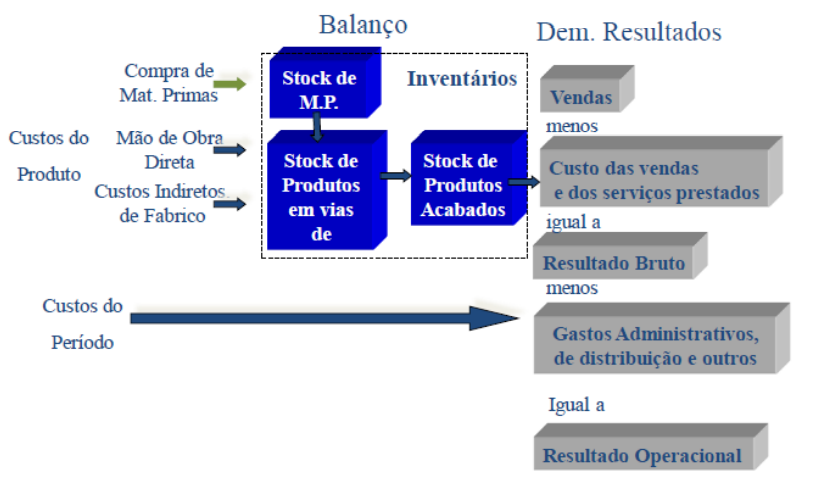 Balanço
Dem. Resultados
Compra de
Mat. Primas
Stock de
M.P.
Inventários
Vendas
menos
Custos do
Produto
Mão de Obra
Direta
Custos Indiretos.
de Fabrico
Stock de
Produtos
em vias
de
Stock de
Produtos
Acabados
Custo das vendas
e dos serviços prestados
igual a
Resultado Bruto
menos
Custos do
Período
Gastos Administrativos,
de distribuição e outros
Igual a
Resultado Operacional